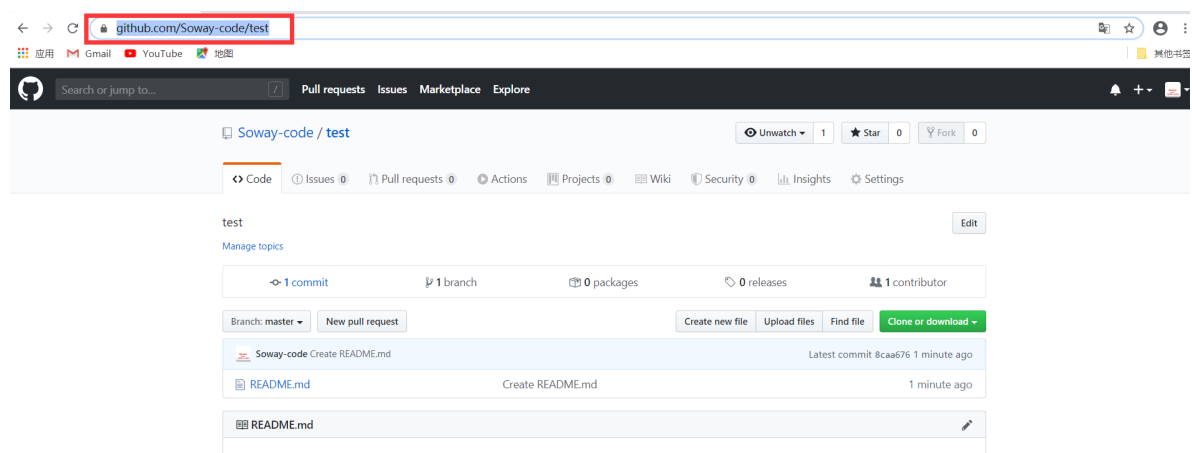 github.com/Soway-code/test
应用 Gmail YouTube 地图 其他书签
Search or jump to... / Pull requests Issues Marketplace Explore
Soway-code / test Unwatch 1 Star 0 Fork 0
Code Issues 0 Pull requests 0 Actions Projects 0 Wiki Security 0 Insights Settings
test Edit
Manage topics
1 commit 1 branch 0 packages 0 releases 1 contributor
Branch: master New pull request Create new file Upload files Find file Clone or download
Soway-code Create README.md Latest commit 8caa676 1 minute ago
README.md Create README.md 1 minute ago
README.md